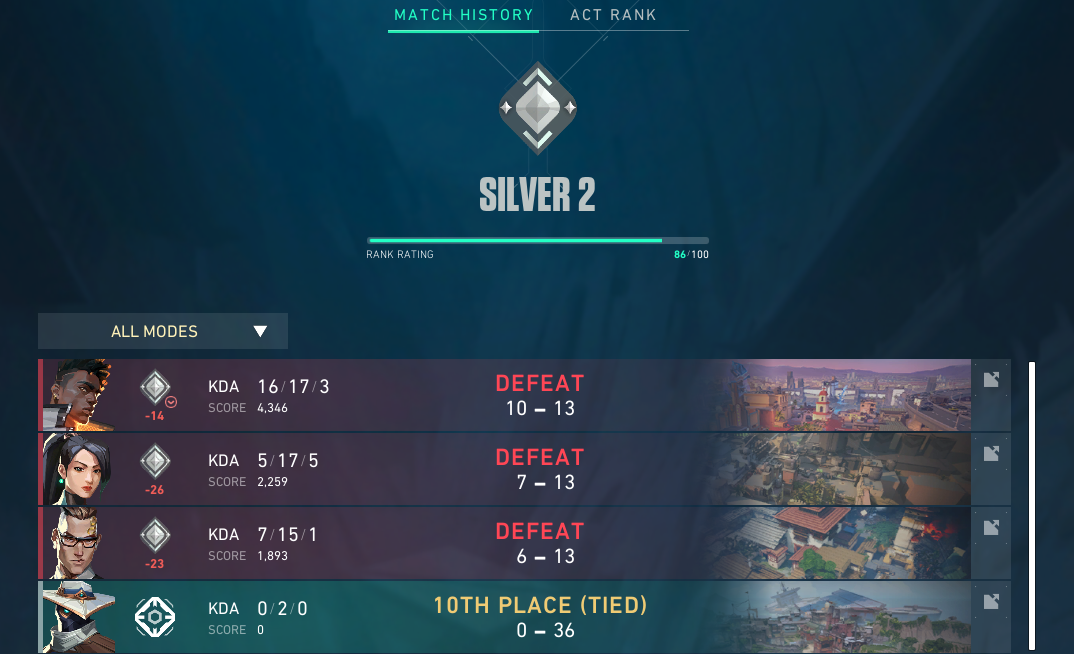 MATCH HISTORY ACT RANK
SILVER 2
RANK RATING 86/100
ALL MODES
KDA 16/17/3 DEFEAT
-14 SCORE 4,346 10 – 13
KDA 5/17/5 DEFEAT
-26 SCORE 2,259 7 – 13
KDA 7/15/1 DEFEAT
-23 SCORE 1,893 6 – 13
KDA 0/2/0 10TH PLACE (TIED)
SCORE 0 0 – 36